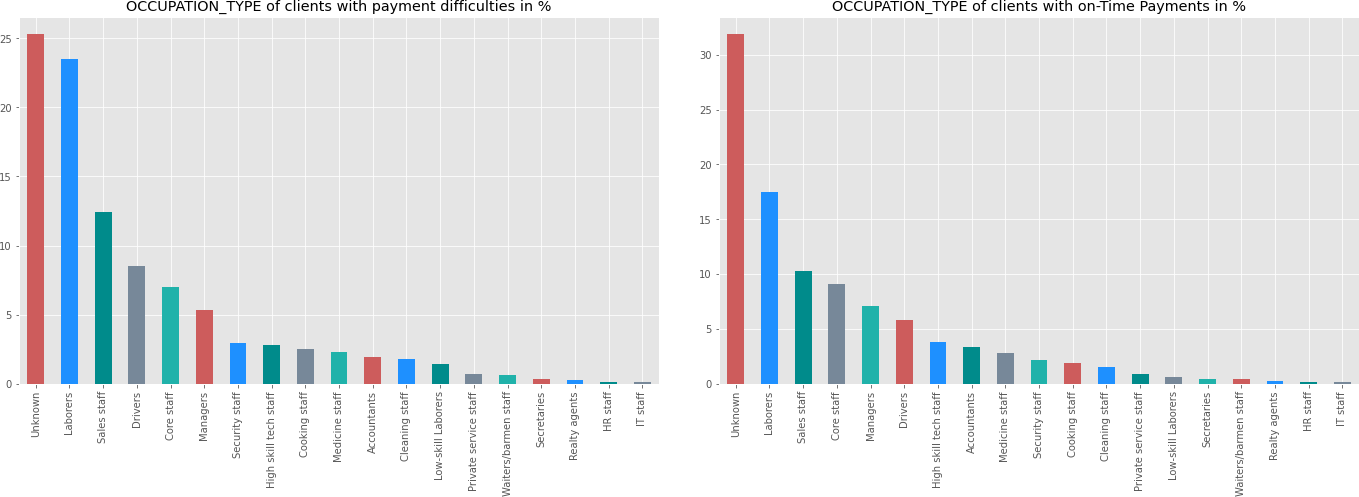 OCCUPATION_TYPE of clients with payment difficulties in %
25
20
15
10
5
0
Unknown
Laborers
Sales staff
Drivers
Core staff
Managers
Security staff
High skill tech staff
Cooking staff
Medicine staff
Accountants
Cleaning staff
Low-skill Laborers
Private service staff
Waiters/barmen staff
Secretaries
Realty agents
HR staff
IT staff
OCCUPATION_TYPE of clients with on-Time Payments in %
30
25
20
15
10
5
0
Unknown
Laborers
Sales staff
Core staff
Managers
Drivers
High skill tech staff
Accountants
Medicine staff
Security staff
Cooking staff
Cleaning staff
Private service staff
Low-skill Laborers
Secretaries
Waiters/barmen staff
Realty agents
HR staff
IT staff